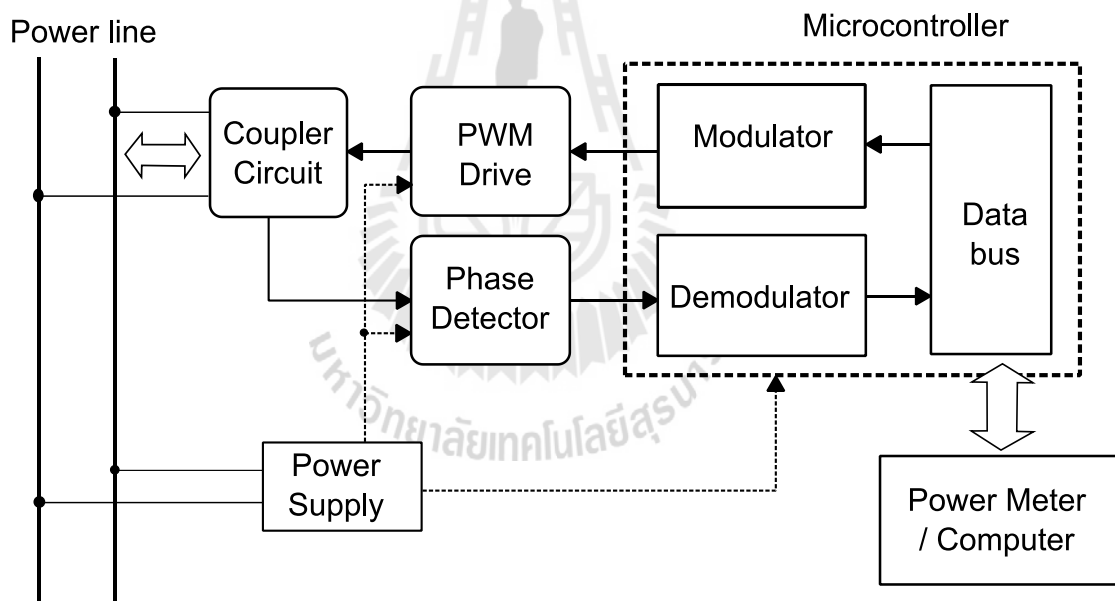 Power line
Microcontroller
Coupler
Circuit
PWM
Drive
Modulator
Data
bus
Phase
Detector
Demodulator
Power
Supply
Power Meter
/ Computer